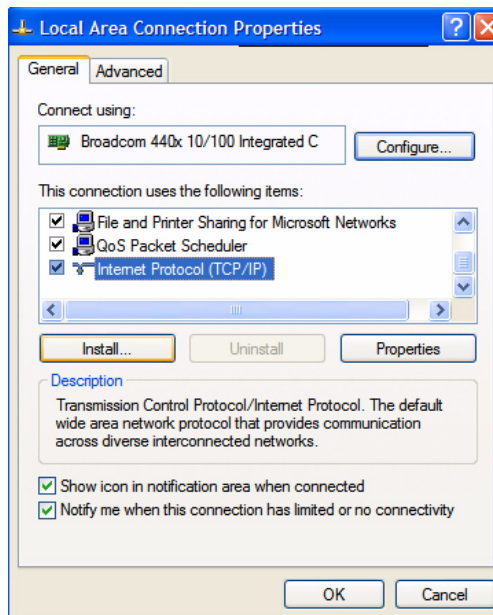 Local Area Connection Properties
General
Advanced
Connect using:
Broadcom 440x 10/100 Integrated C
Configure...
This connection uses the following items:
File and Printer Sharing for Microsoft Networks
QoS Packet Scheduler
Internet Protocol (TCP/IP)
Install...
Uninstall
Properties
Description
Transmission Control Protocol/Internet Protocol. The default
wide area network protocol that provides communication
across diverse interconnected networks.
Show icon in notification area when connected
Notify me when this connection has limited or no connectivity
OK
Cancel